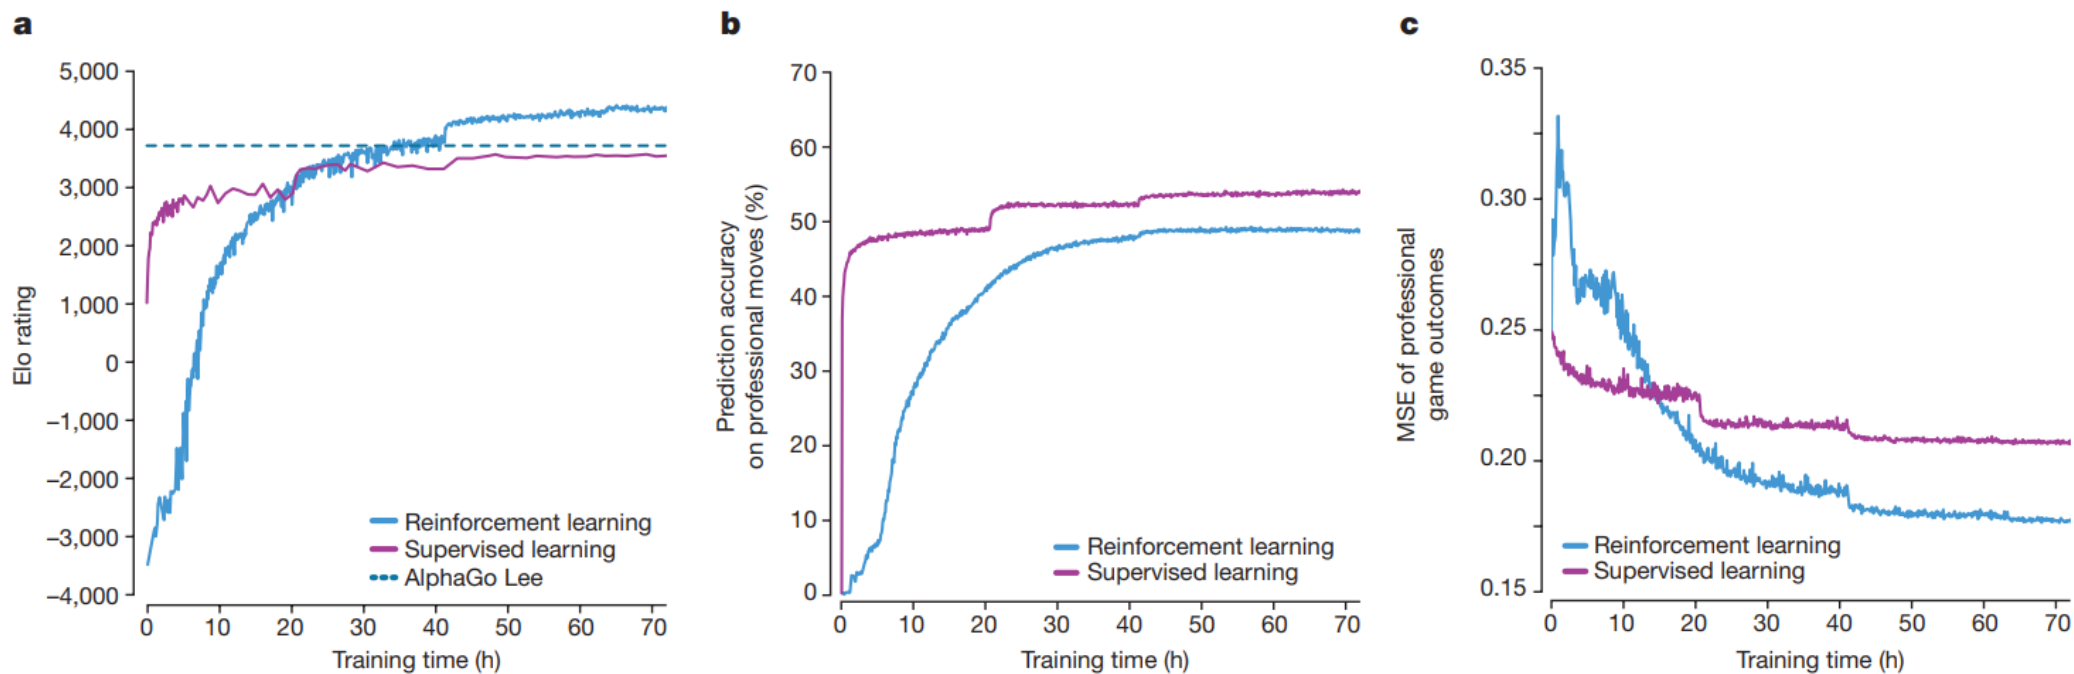 a
5,000
4,000
3,000
2,000
1,000
0
−1,000
−2,000
−3,000
−4,000
Elo rating
Reinforcement learning
Supervised learning
AlphaGo Lee
0 10 20 30 40 50 60 70
Training time (h)
b
70
60
50
40
30
20
10
0
Prediction accuracy
on professional moves (%)
Reinforcement learning
Supervised learning
0 10 20 30 40 50 60 70
Training time (h)
c
0.35
0.30
0.25
0.20
0.15
MSE of professional
game outcomes
Reinforcement learning
Supervised learning
0 10 20 30 40 50 60 70
Training time (h)